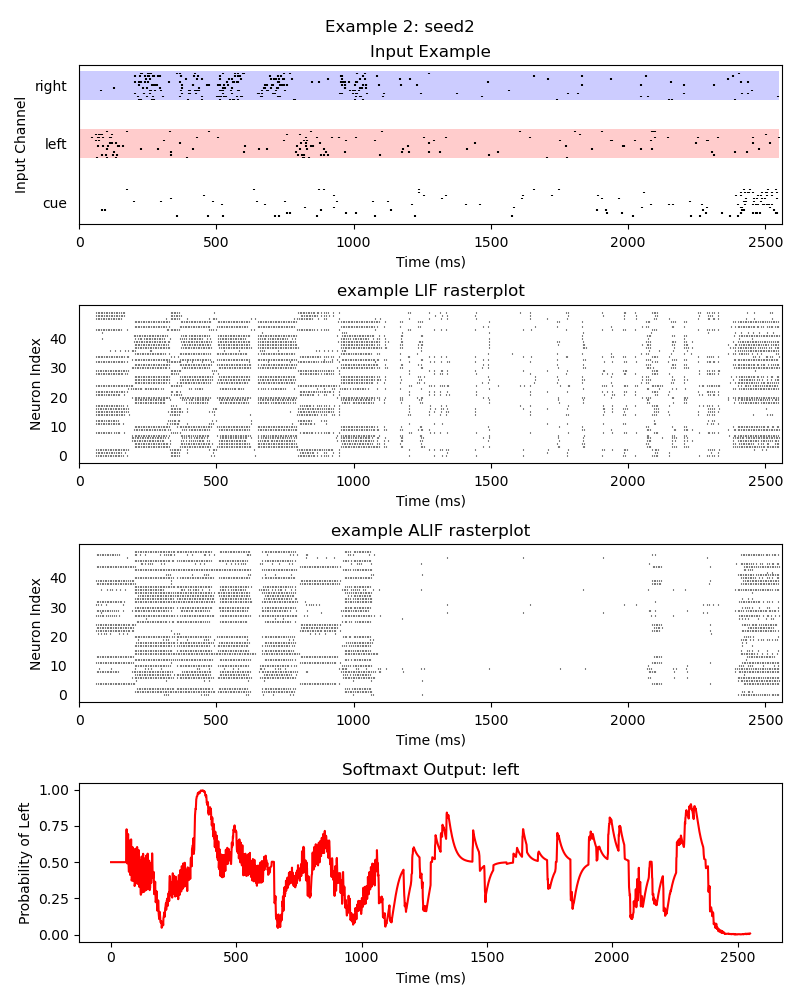 Example 2: seed2
Input Example
Input Channel
right
left
cue
0 500 1000 1500 2000 2500
Time (ms)
example LIF rasterplot
Neuron Index
40
30
20
10
0
0 500 1000 1500 2000 2500
Time (ms)
example ALIF rasterplot
Neuron Index
40
30
20
10
0
0 500 1000 1500 2000 2500
Time (ms)
Softmaxt Output: left
Probability of Left
1.00
0.75
0.50
0.25
0.00
0 500 1000 1500 2000 2500
Time (ms)